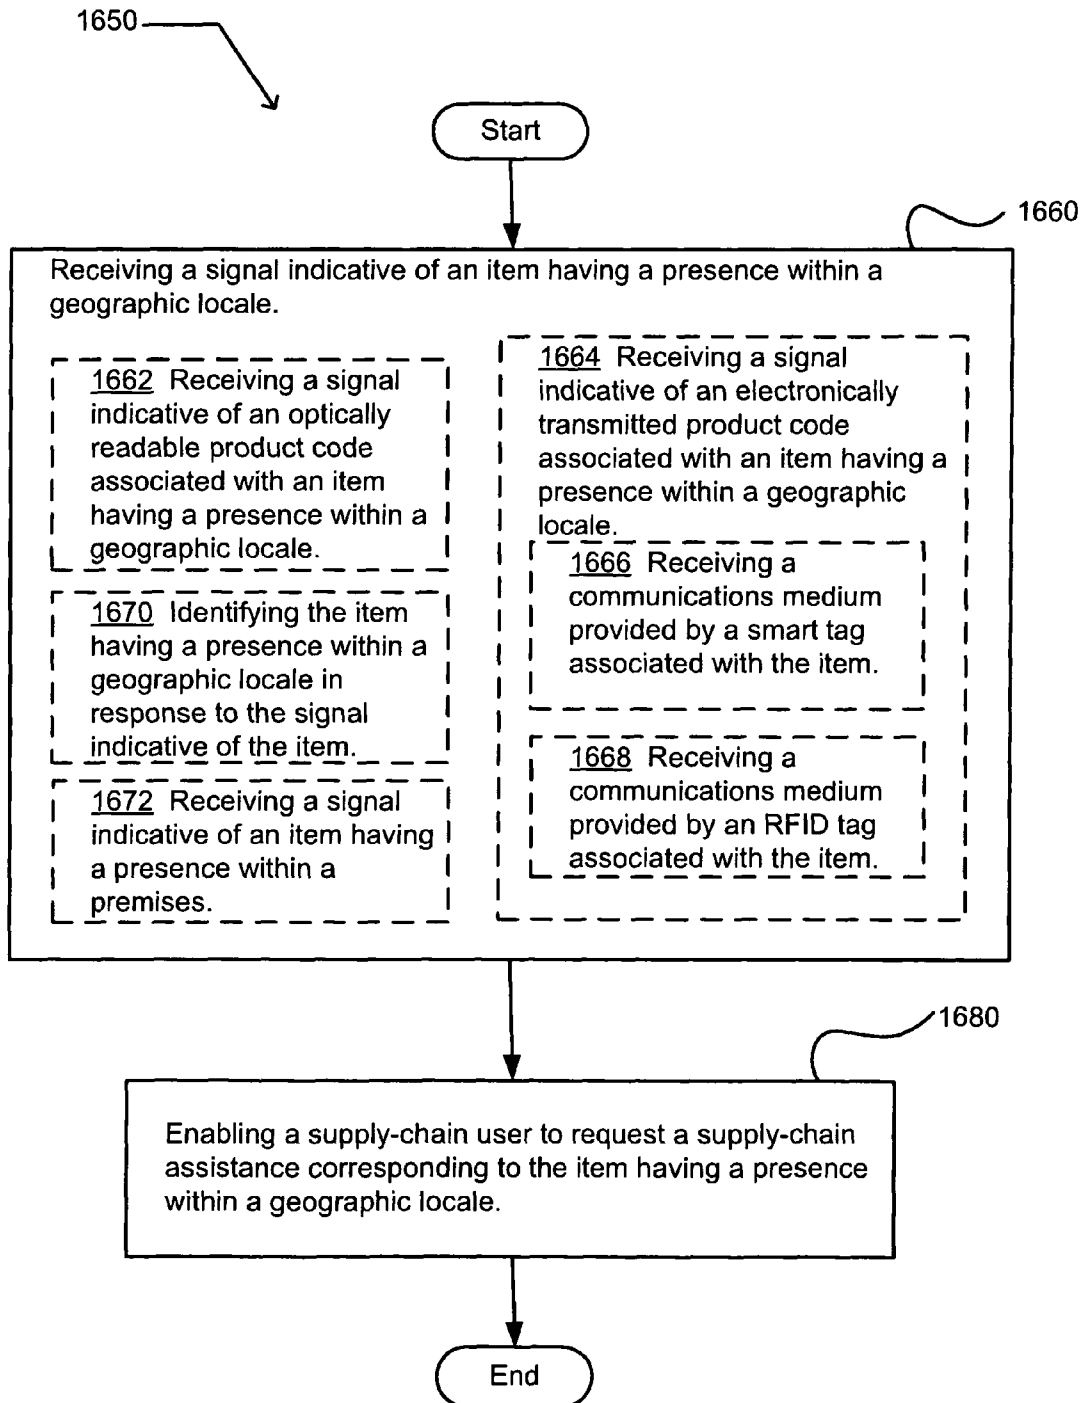 1650
Start
1660
Receiving a signal indicative of an item having a presence within a
geographic locale.
1662 Receiving a signal
indicative of an optically
readable product code
associated with an item
having a presence within a
geographic locale.
1670 Identifying the item
having a presence within a
geographic locale in
response to the signal
indicative of the item.
1672 Receiving a signal
indicative of an item having
a presence within a
premises.
1664 Receiving a signal
indicative of an electronically
transmitted product code
associated with an item having a
presence within a geographic
locale.
1666 Receiving a
communications medium
provided by a smart tag
associated with the item.
1668 Receiving a
communications medium
provided by an RFID tag
associated with the item.
1680
Enabling a supply-chain user to request a supply-chain
assistance corresponding to the item having a presence
within a geographic locale.
End